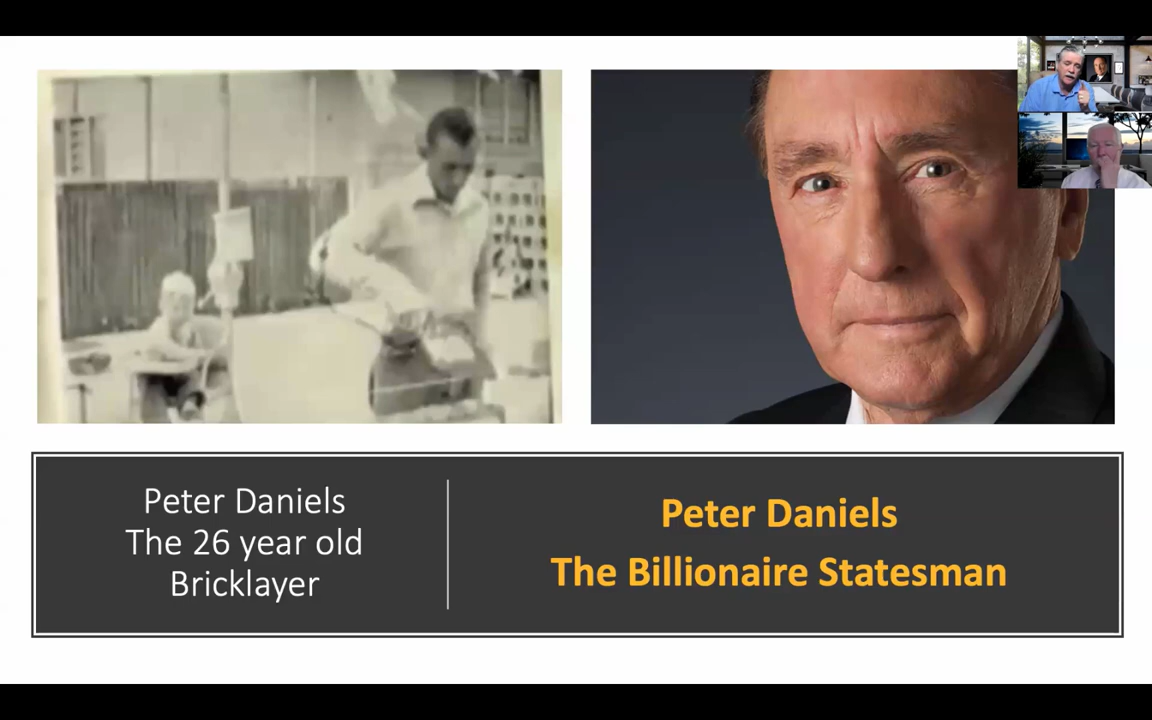 Peter Daniels
The 26 year old
Bricklayer
Peter Daniels
The Billionaire Statesman